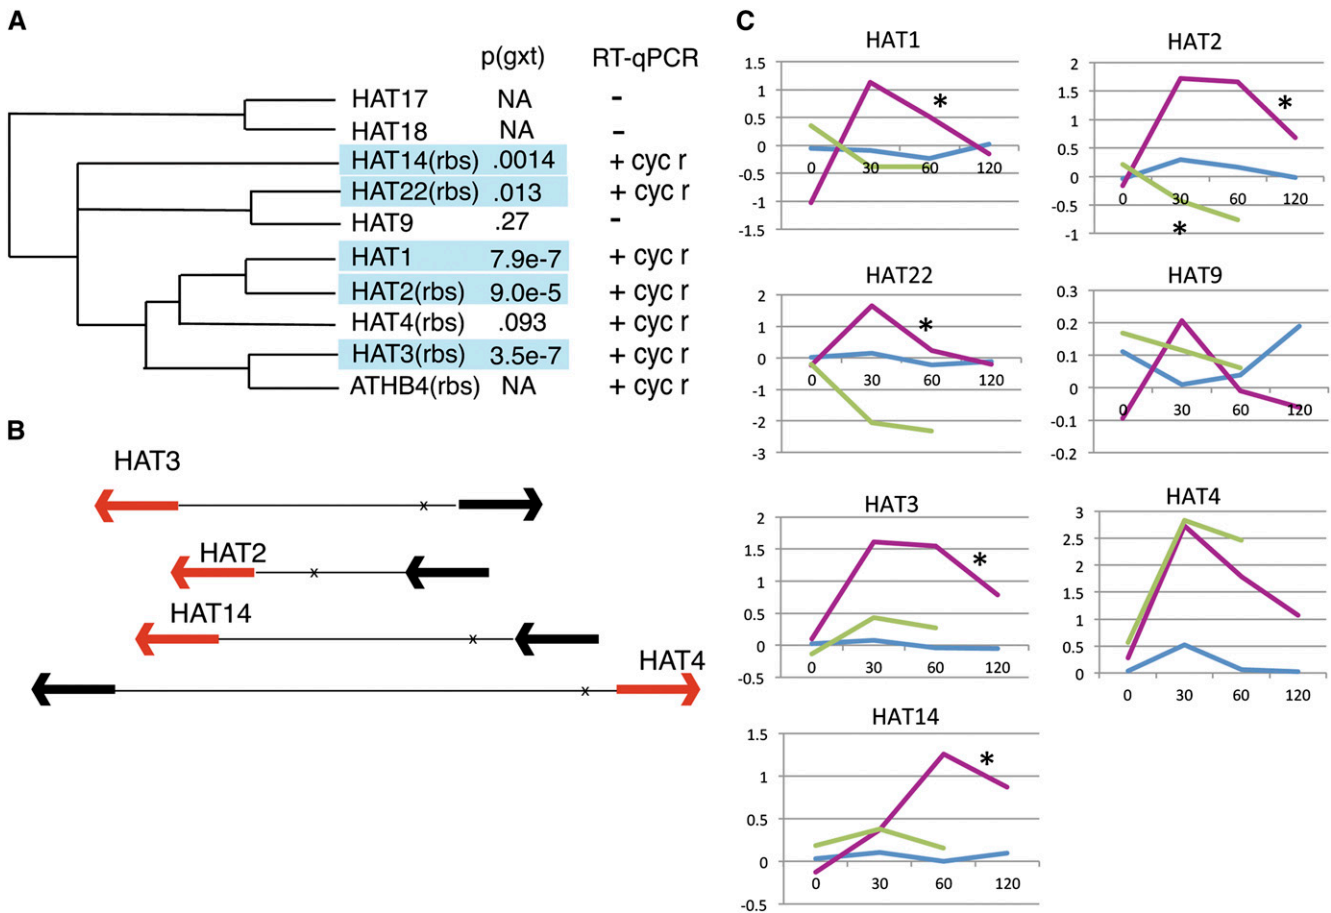 A
p(gxt) RT-qPCR
HAT17 NA -
HAT18 NA -
HAT14(rbs) .0014 + cyc r
HAT22(rbs) .013 + cyc r
HAT9 .27 -
HAT1 7.9e-7 + cyc r
HAT2(rbs) 9.0e-5 + cyc r
HAT4(rbs) .093 + cyc r
HAT3(rbs) 3.5e-7 + cyc r
ATHB4(rbs) NA + cyc r
B
HAT3
x
HAT2
x
HAT14
x
HAT4
x
C
HAT1
1.5
1
0.5
0
-0.5
-1
-1.5
0 30 60 120
*
HAT2
2
1.5
1
0.5
0
-0.5
-1
0 30 60 120
*
*
HAT22
2
1
0
-1
-2
-3
0 30 60 120
*
HAT9
0.3
0.2
0.1
0
-0.1
-0.2
0 30 60 120
HAT3
2
1.5
1
0.5
0
-0.5
0 30 60 120
*
HAT4
3
2.5
2
1.5
1
0.5
0
0 30 60 120
HAT14
1.5
1
0.5
0
-0.5
0 30 60 120
*